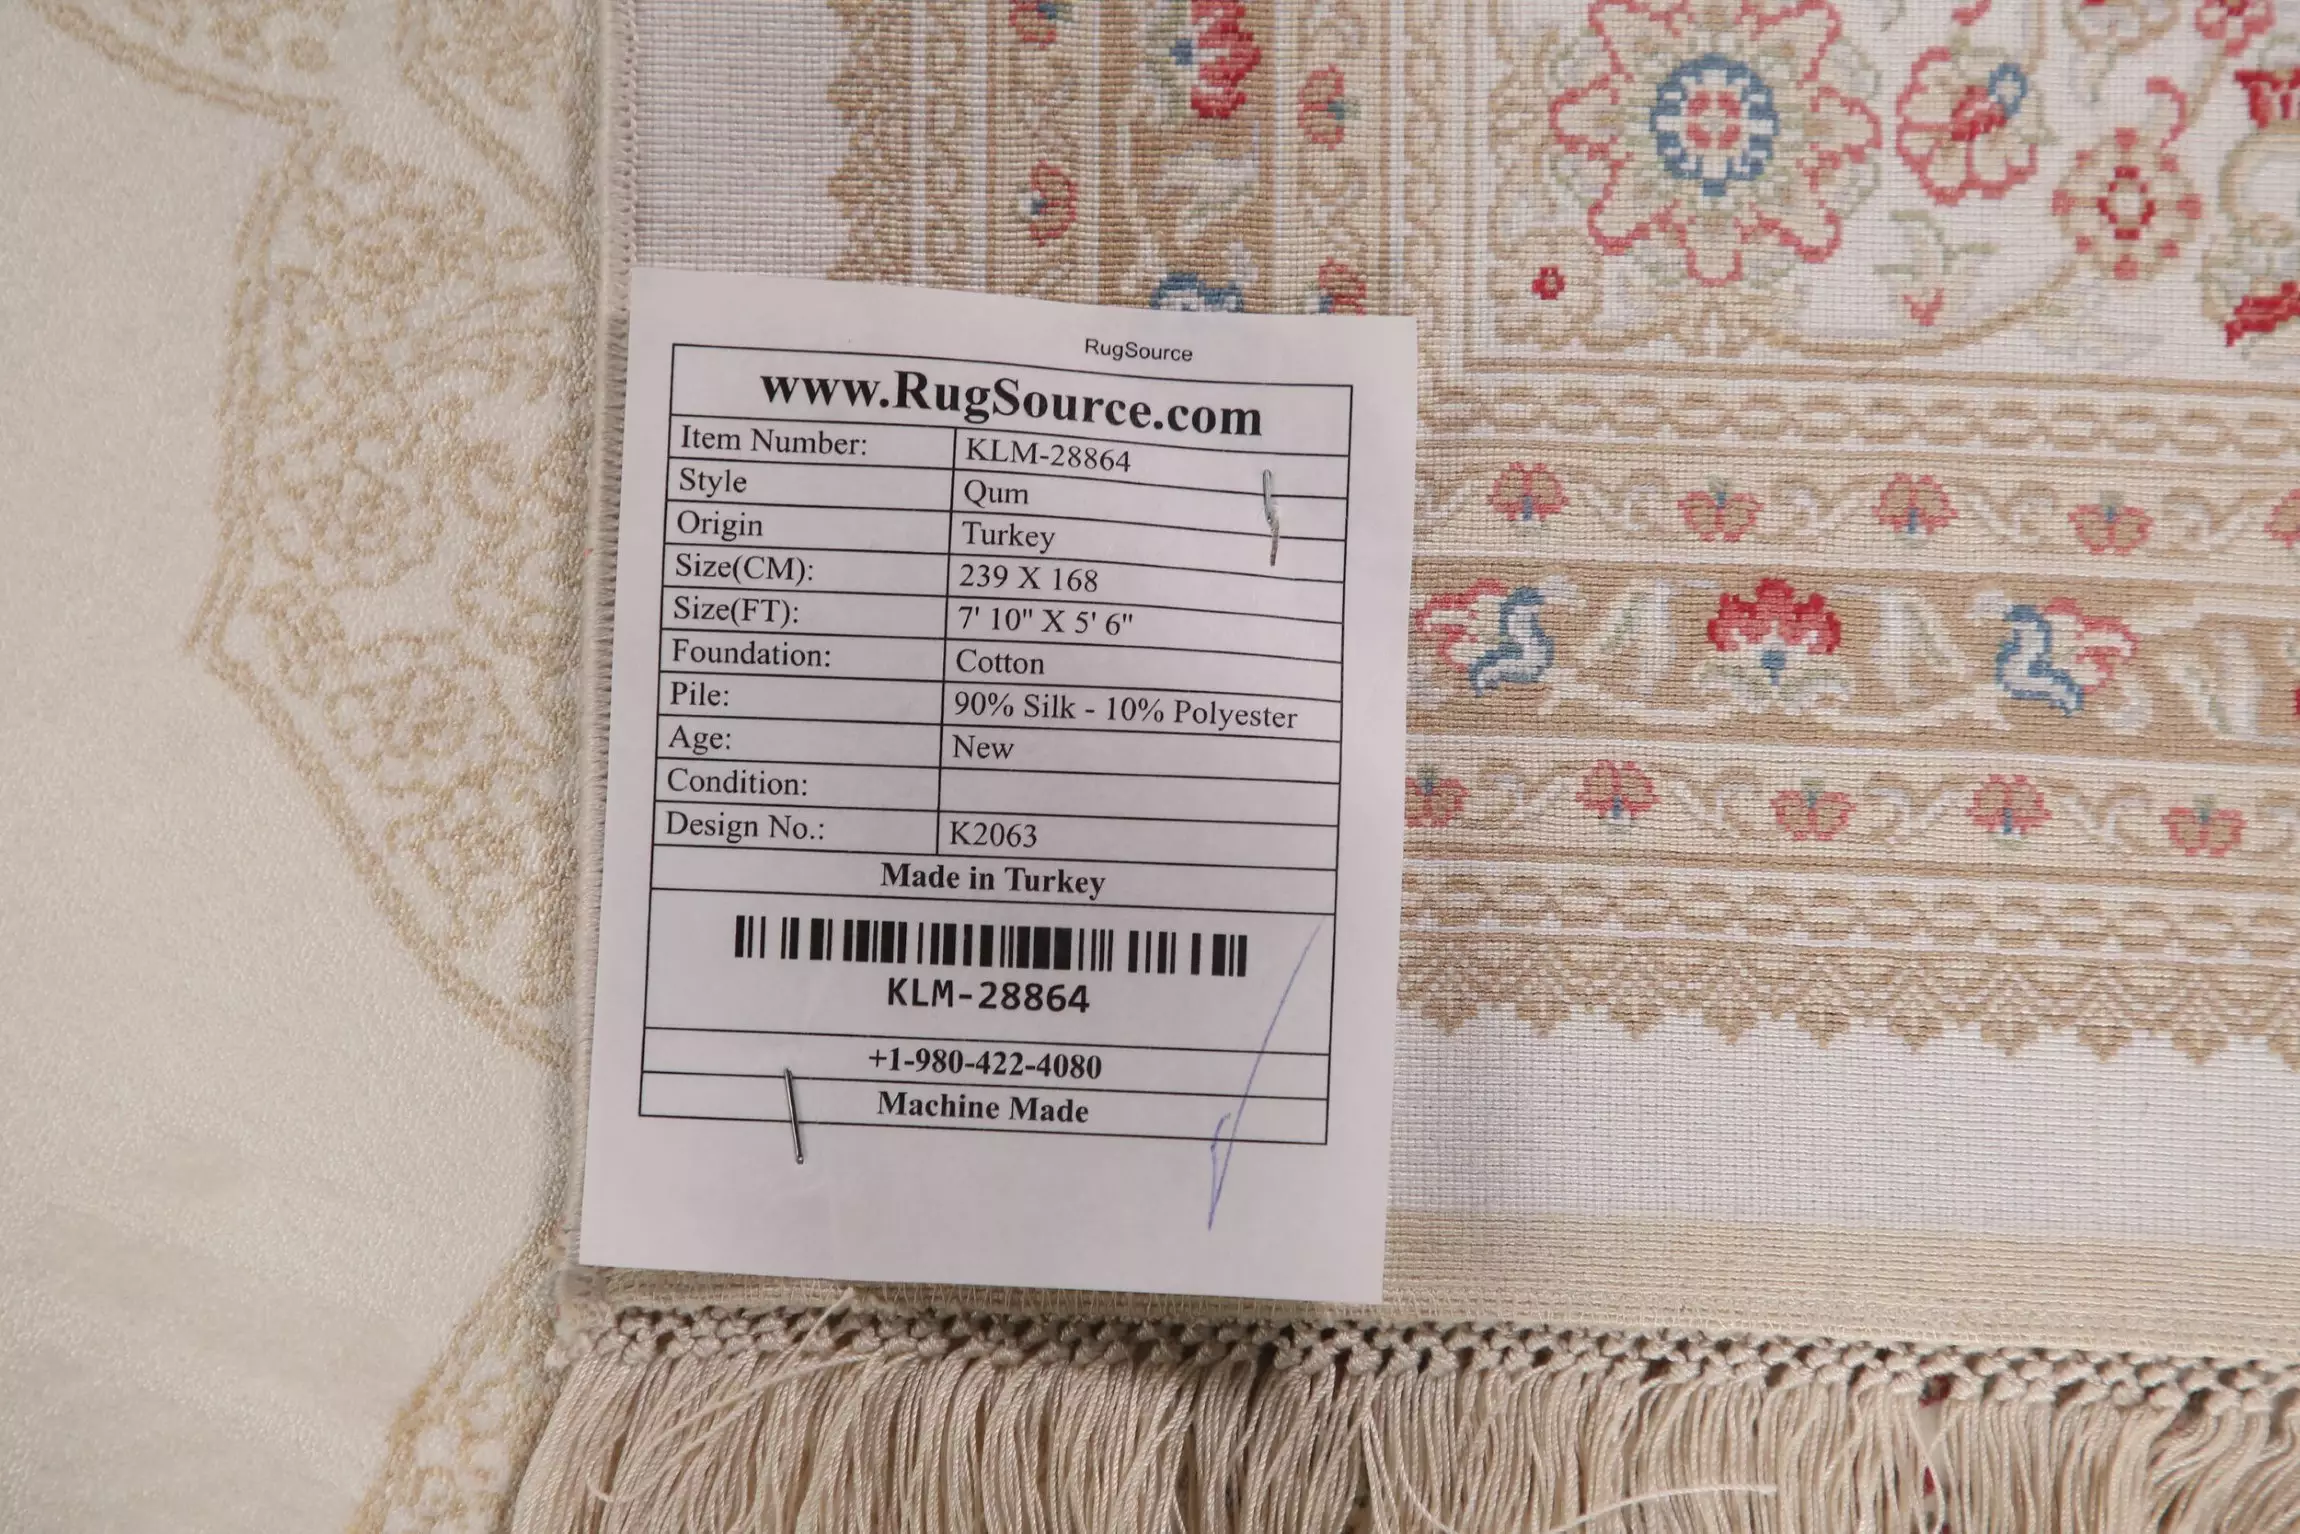 RugSource
www.RugSource.com
Item Number: KLM-28864
Style Qum
Origin Turkey
Size(CM): 239 X 168
Size(FT): 7' 10" X 5' 6"
Foundation: Cotton
Pile: 90% Silk - 10% Polyester
Age: New
Condition:
Design No.: K2063
Made in Turkey
KLM-28864
+1-980-422-4080
Machine Made